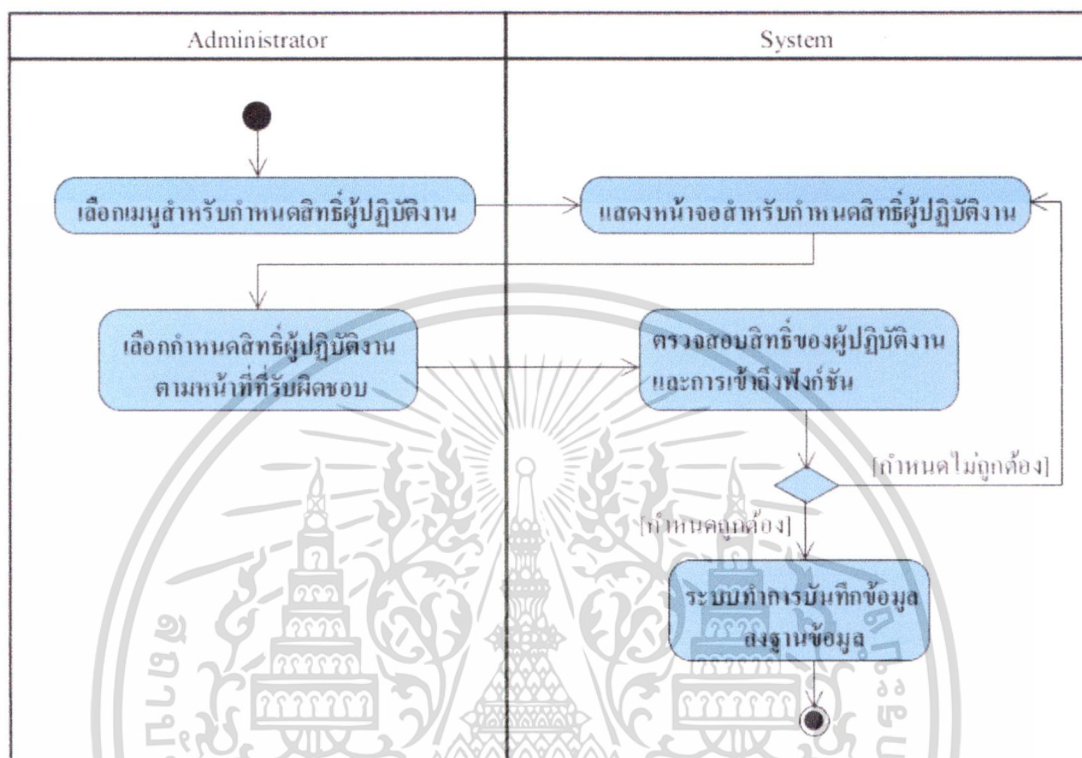 Administrator
System
เลือกเมนูสำหรับกำหนดสิทธิ์ผู้ปฏิบัติงาน
แสดงหน้าจอสำหรับกำหนดสิทธิ์ผู้ปฏิบัติงาน
เลือกกำหนดสิทธิ์ผู้ปฏิบัติงาน
ตามหน้าที่ที่รับผิดชอบ
ตรวจสอบสิทธิ์ของผู้ปฏิบัติงาน
และการเข้าถึงฟังก์ชัน
[กำหนดไม่ถูกต้อง]
[กำหนดถูกต้อง]
ระบบทำการบันทึกข้อมูล
ลงฐานข้อมูล